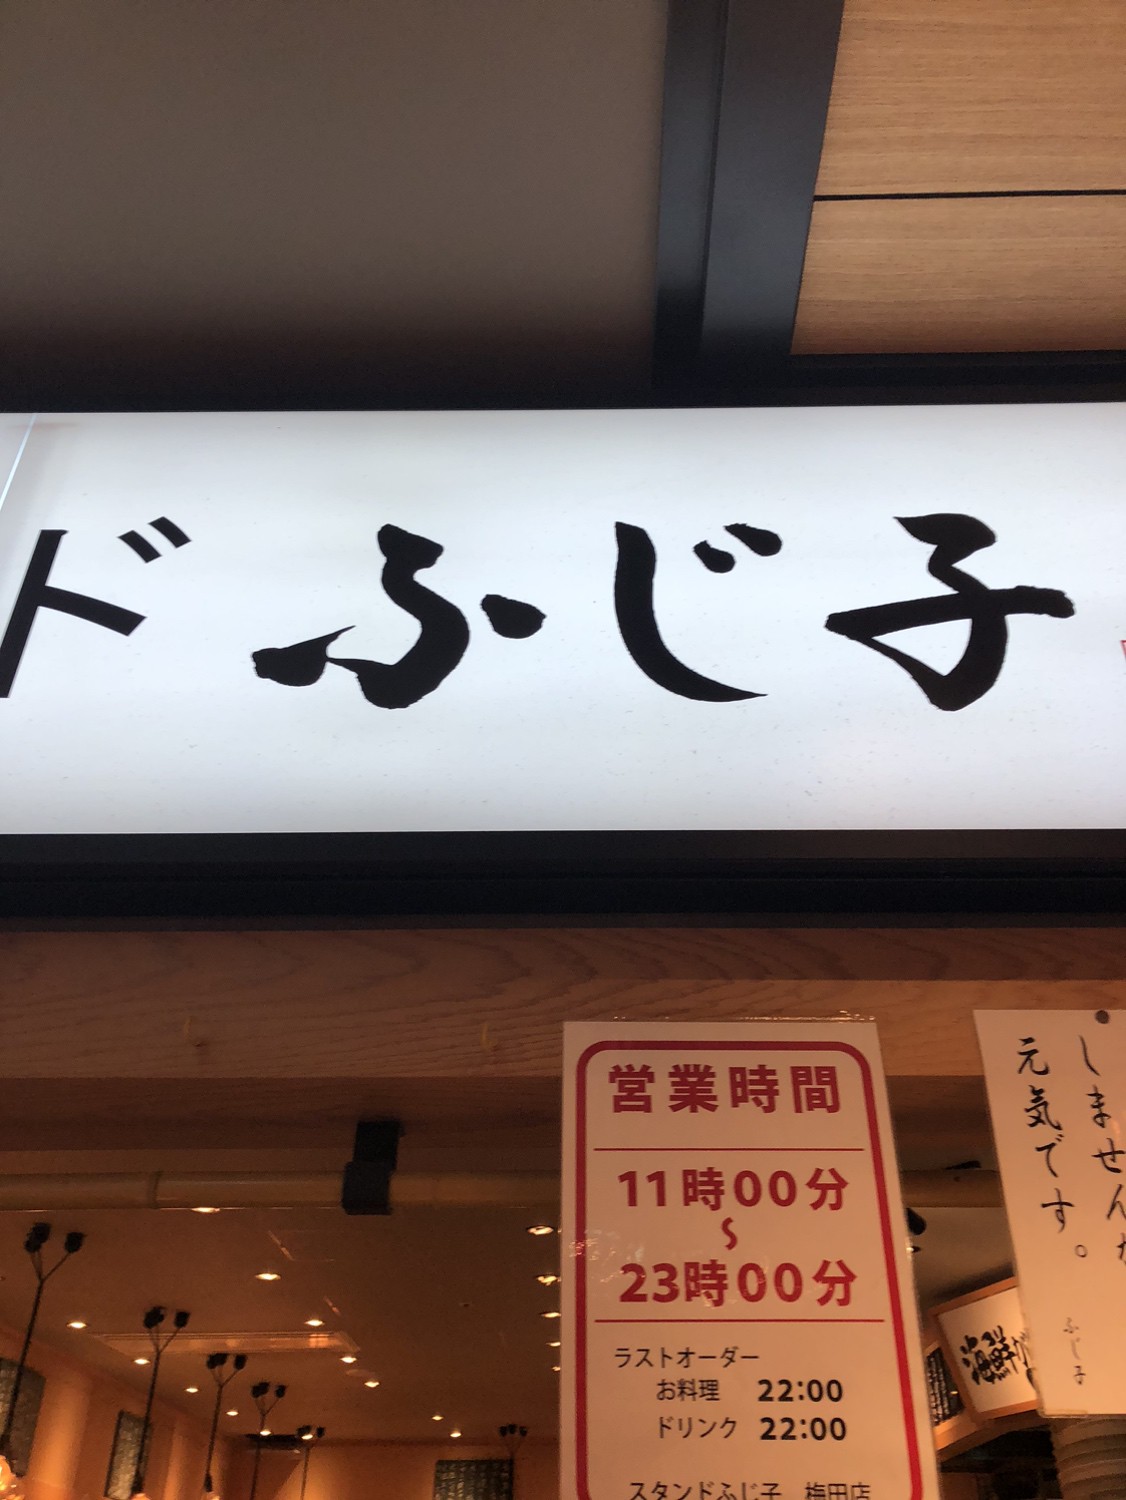 ドふじ子
営業時間
11時00分
〜
23時00分
ラストオーダー
お料理 22:00
ドリンク 22:00
スタンドふじ子 梅田店
しません
元気です。
ふじ子
海鮮